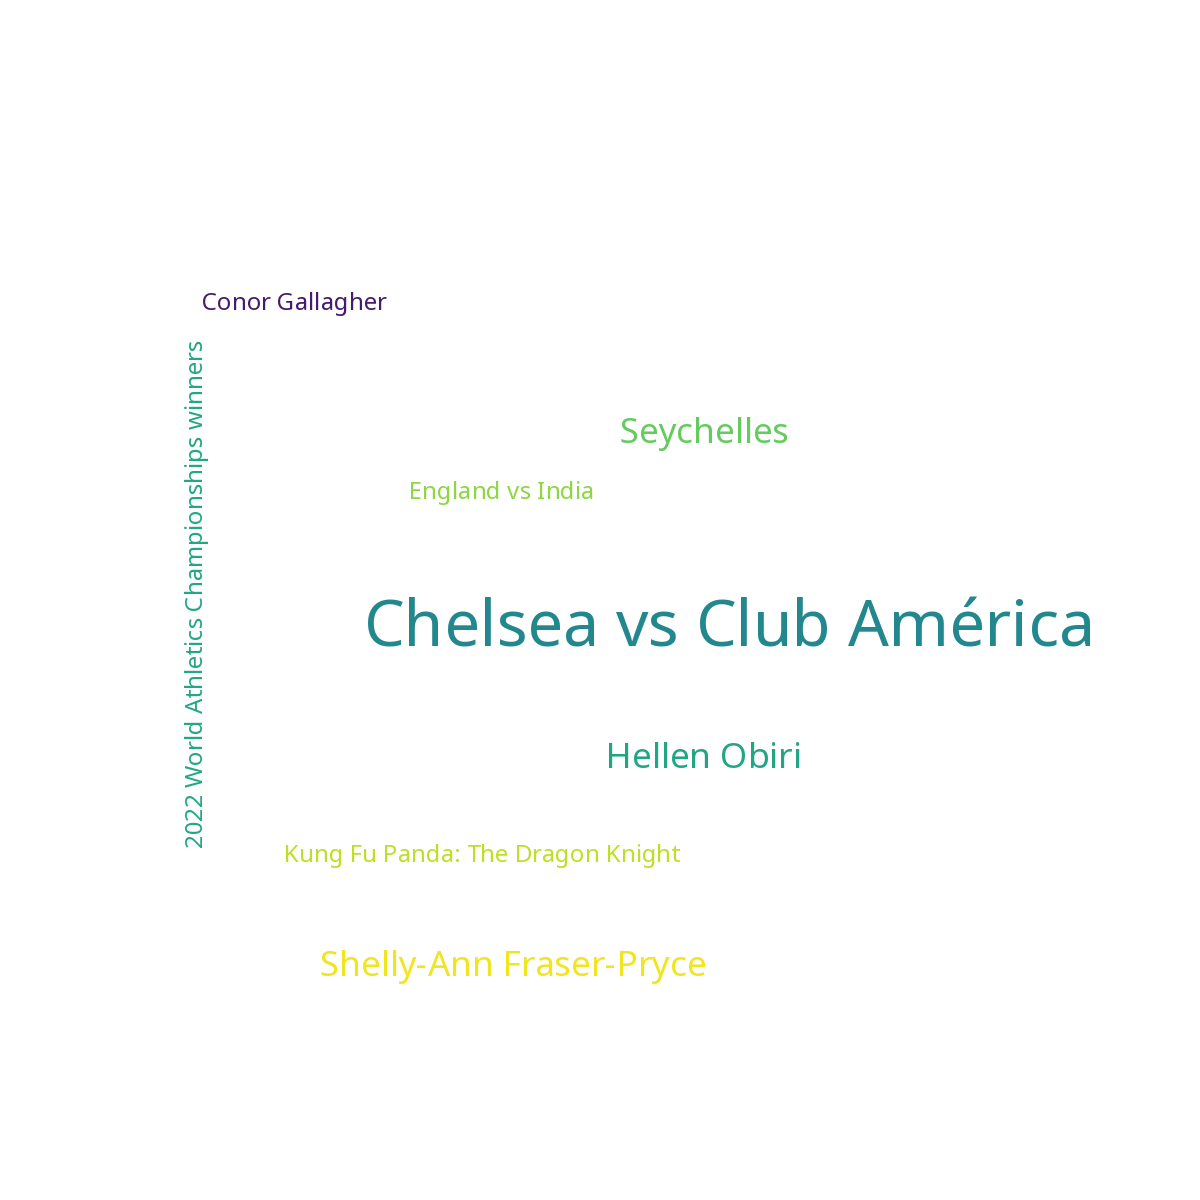 Conor Gallagher
2022 World Athletics Championships winners
Seychelles
England vs India
Chelsea vs Club América
Hellen Obiri
Kung Fu Panda: The Dragon Knight
Shelly-Ann Fraser-Pryce